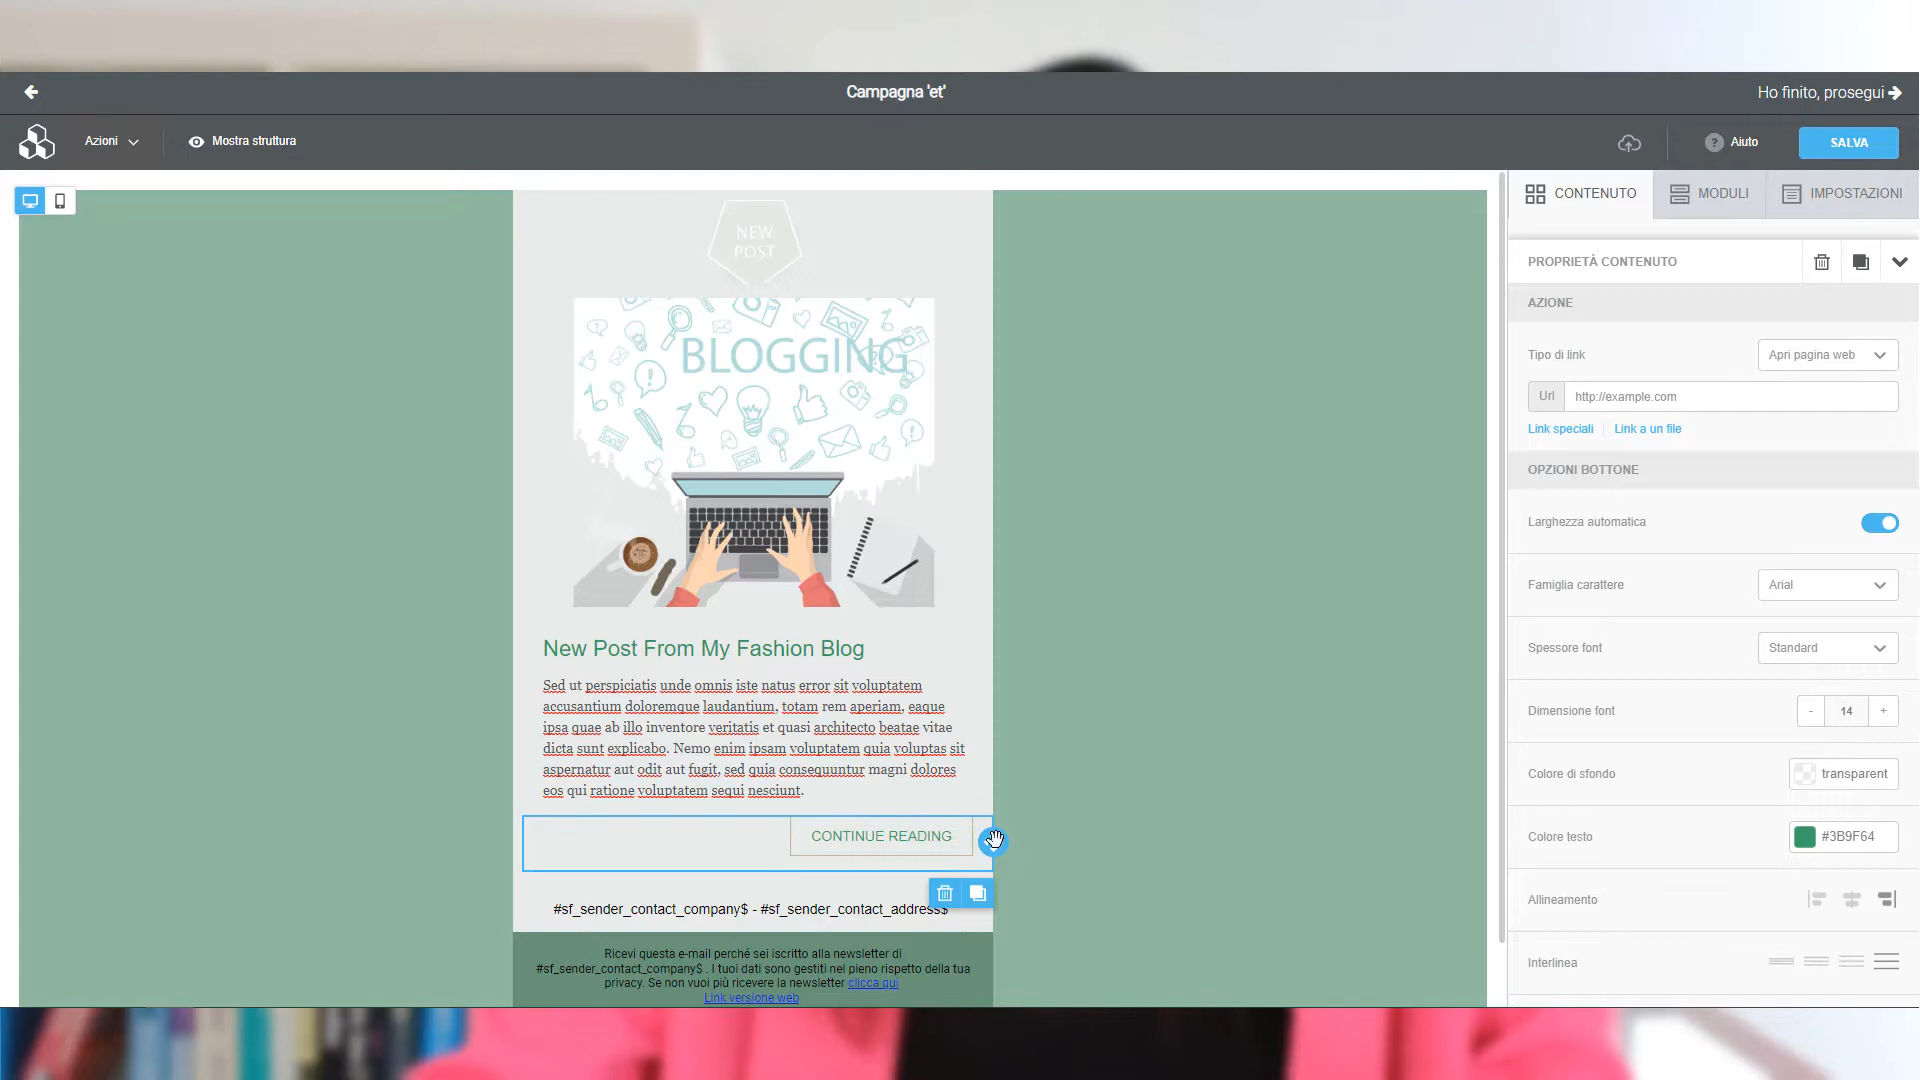 Campagna 'et'
Ho finito, prosegui
Azioni
Mostra struttura
Aiuto
SALVA
CONTENUTO
MODULI
IMPOSTAZIONI
NEW
POST
BLOGGING
New Post From My Fashion Blog
Sed ut perspiciatis unde omnis iste natus error sit voluptatem
accusantium doloremque laudantium, totam rem aperiam, eaque
ipsa quae ab illo inventore veritatis et quasi architecto beatae vitae
dicta sunt explicabo. Nemo enim ipsam voluptatem quia voluptas sit
aspernatur aut odit aut fugit, sed quia consequuntur magni dolores
eos qui ratione voluptatem sequi nesciunt.
CONTINUE READING
#sf_sender_contact_company$ - #sf_sender_contact_address$
Ricevi questa e-mail perché sei iscritto alla newsletter di
#sf_sender_contact_company$ . I tuoi dati sono gestiti nel pieno rispetto della tua
privacy. Se non vuoi più ricevere la newsletter clicca qui
Link versione web
PROPRIETÀ CONTENUTO
AZIONE
Tipo di link
Apri pagina web
Url
http://example.com
Link speciali
Link a un file
OPZIONI BOTTONE
Larghezza automatica
Famiglia carattere
Arial
Spessore font
Standard
Dimensione font
- 14 +
Colore di sfondo
transparent
Colore testo
#3B9F64
Allineamento
Interlinea